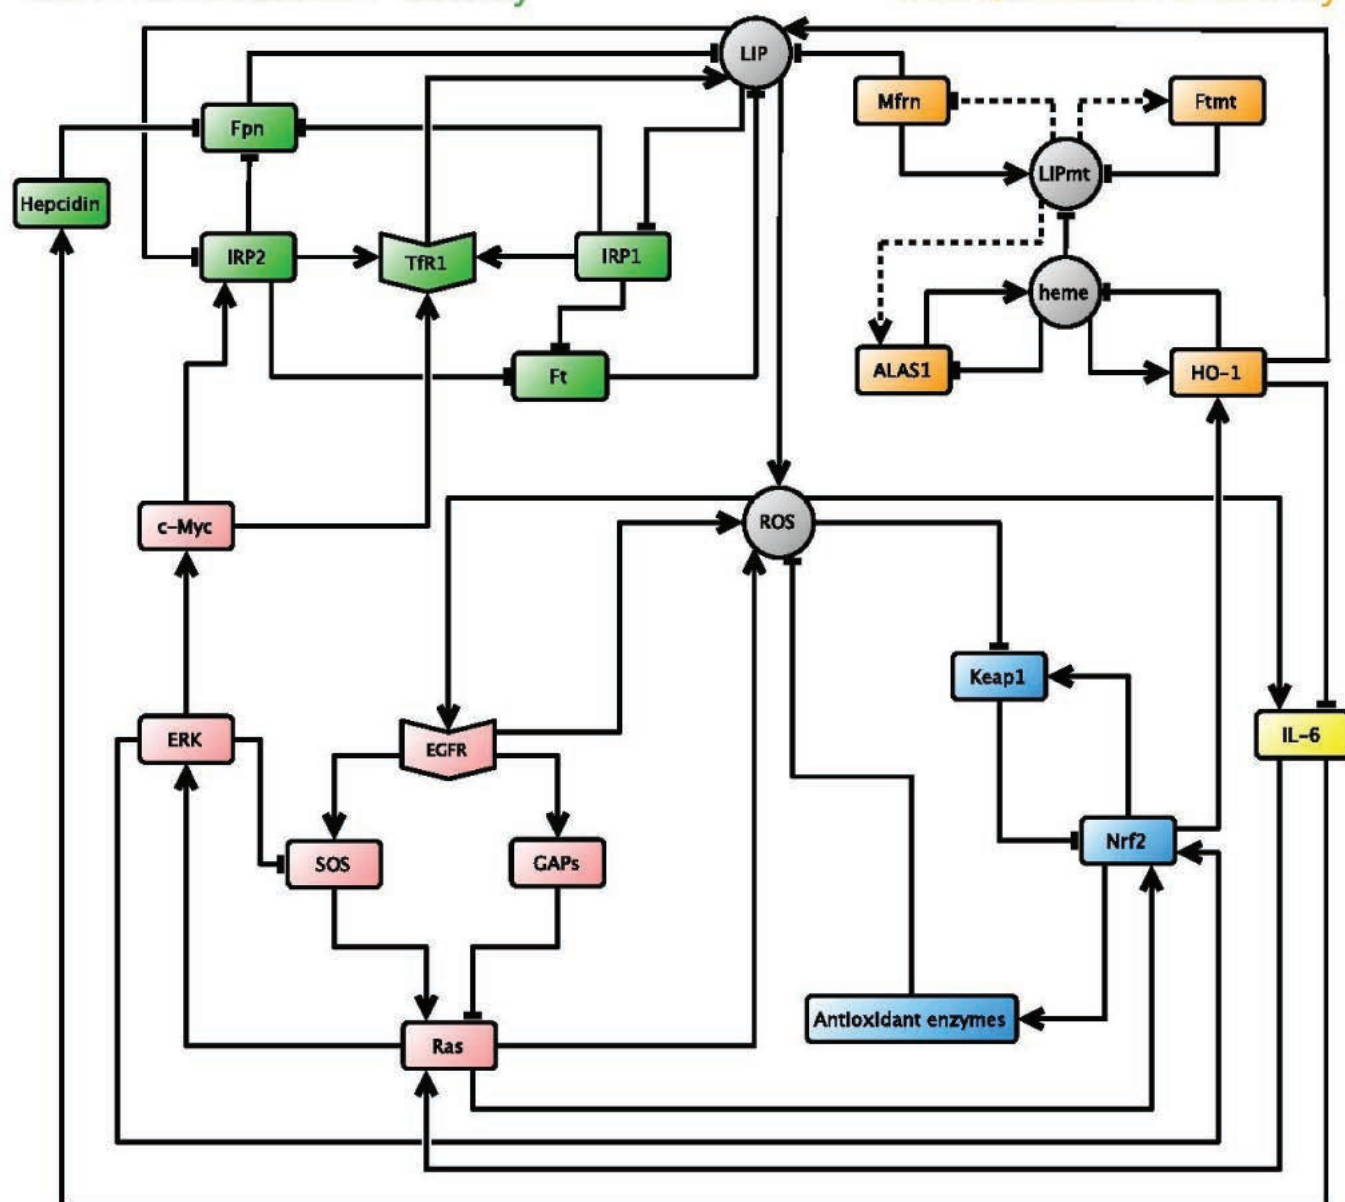 LIP
Mfrn
Ftmt
Fpn
LIPmt
Hepcidin
IRP2
TfR1
IRP1
heme
Ft
ALAS1
HO-1
c-Myc
ROS
Keap1
ERK
EGFR
IL-6
SOS
GAPs
Nrf2
Antioxidant enzymes
Ras